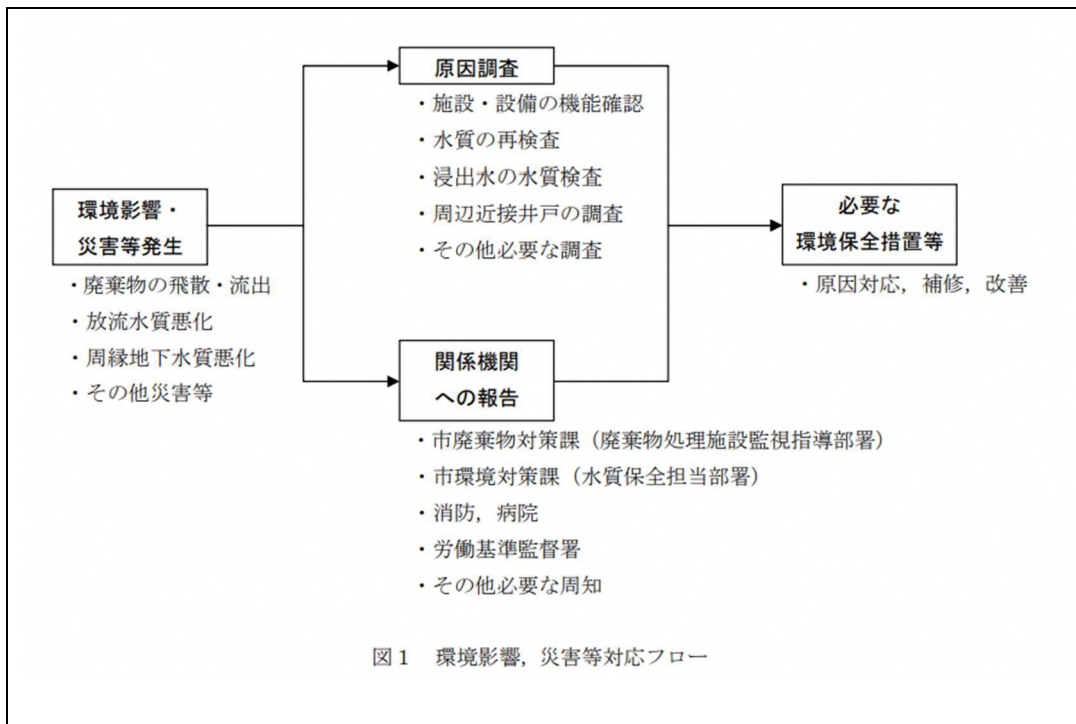 原因調査
・施設・設備の機能確認
・水質の再検査
・浸出水の水質検査
・周辺近接井戸の調査
・その他必要な調査
環境影響・
災害等発生
・廃棄物の飛散・流出
・放流水質悪化
・周縁地下水質悪化
・その他災害等
必要な
環境保全措置等
・原因対応，補修，改善
関係機関
への報告
・市廃棄物対策課（廃棄物処理施設監視指導部署）
・市環境対策課（水質保全担当部署）
・消防，病院
・労働基準監督署
・その他必要な周知
図１　環境影響，災害等対応フロー